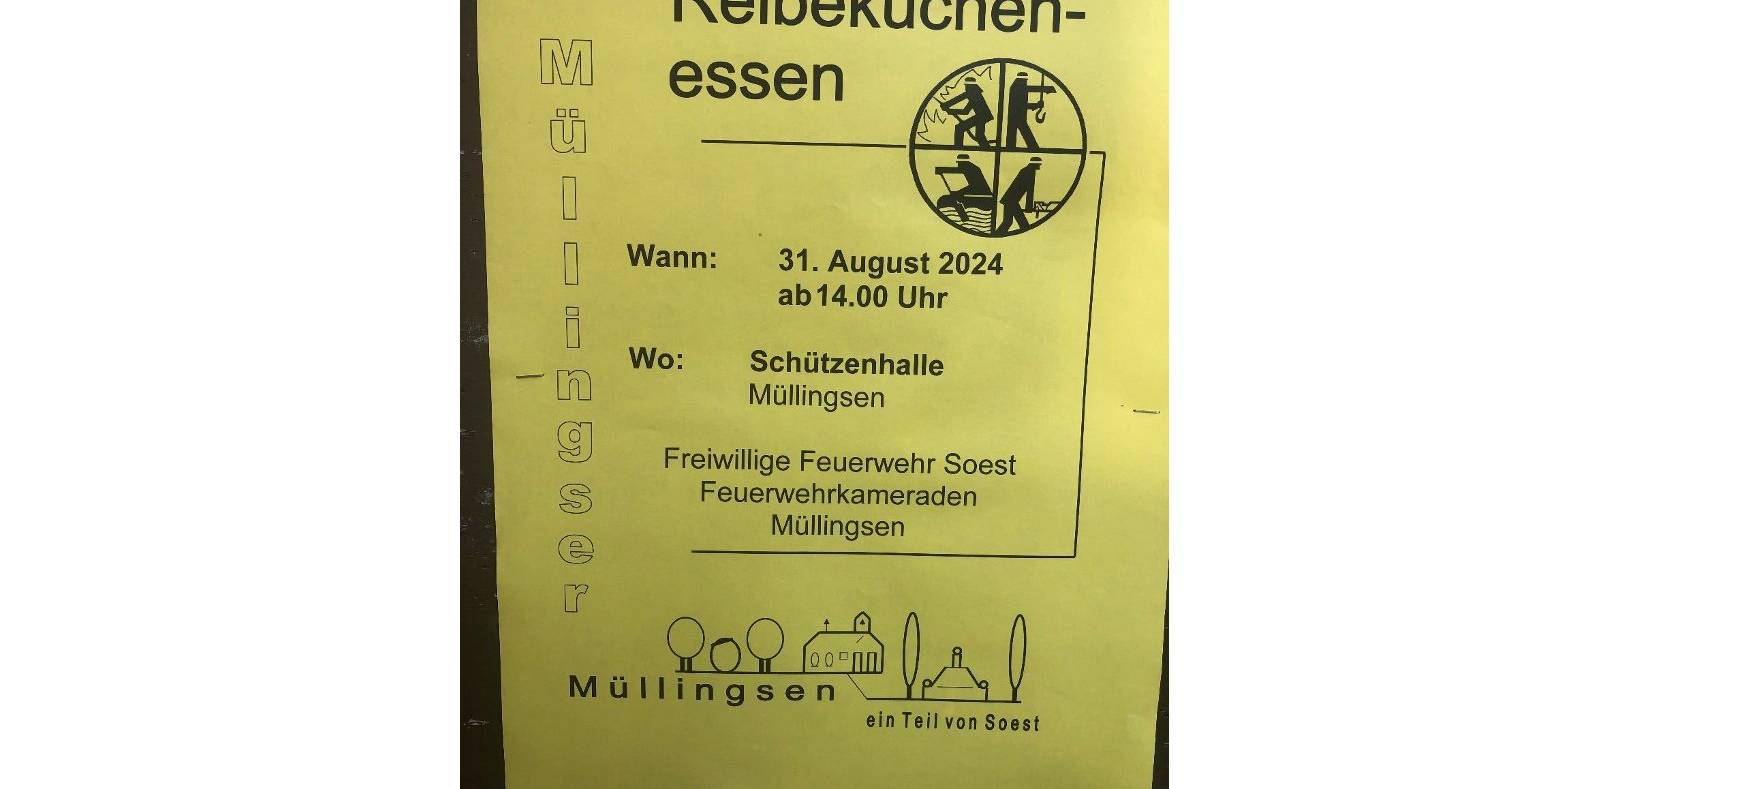 Reibekuchen-
essen
Müllingser
Wann: 31. August 2024
ab 14.00 Uhr
Wo: Schützenhalle
Müllingsen
Freiwillige Feuerwehr Soest
Feuerwehrkameraden
Müllingsen
Müllingsen
ein Teil von Soest